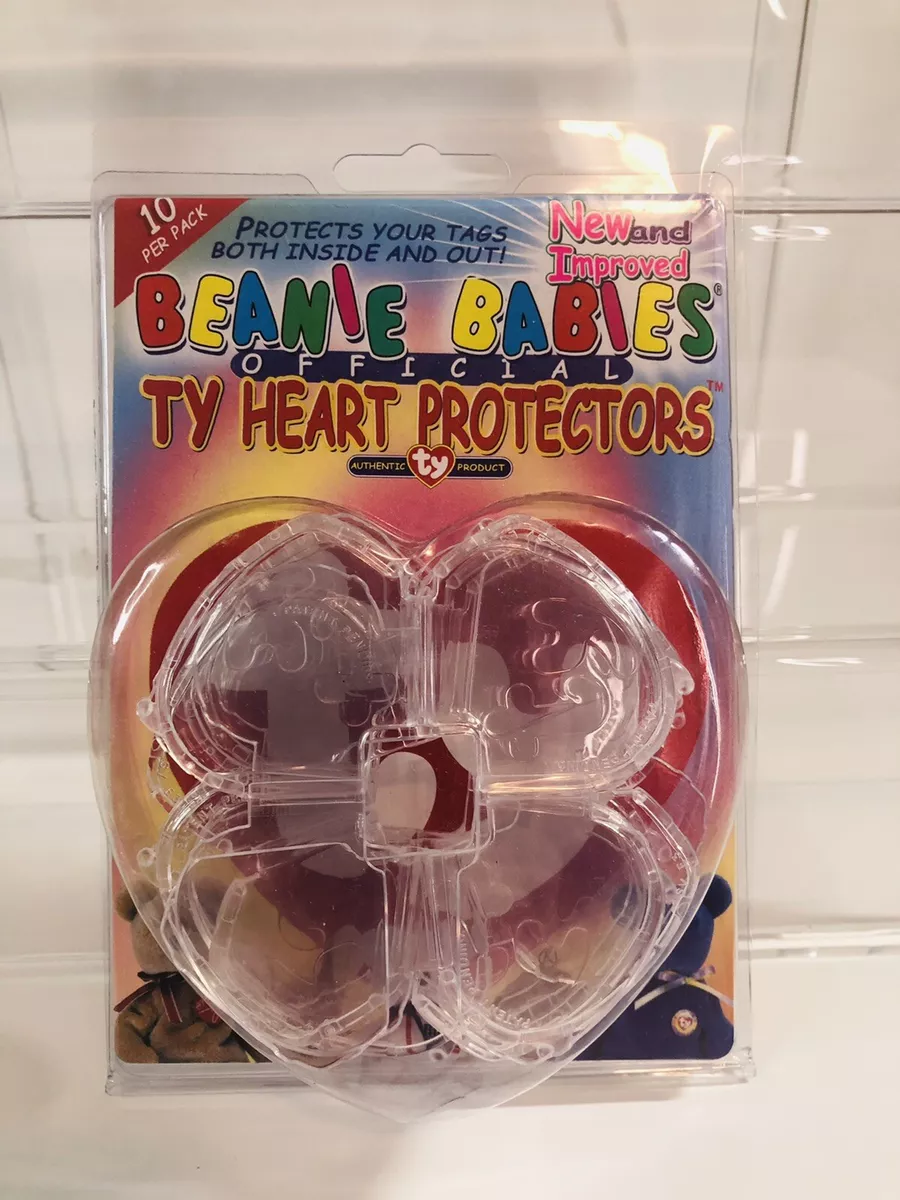 10
PER PACK
PROTECTS YOUR TAGS
BOTH INSIDE AND OUT!
New and
Improved
BEANIE BABIES®
OFFICIAL
TY HEART PROTECTORS™
AUTHENTIC ty PRODUCT